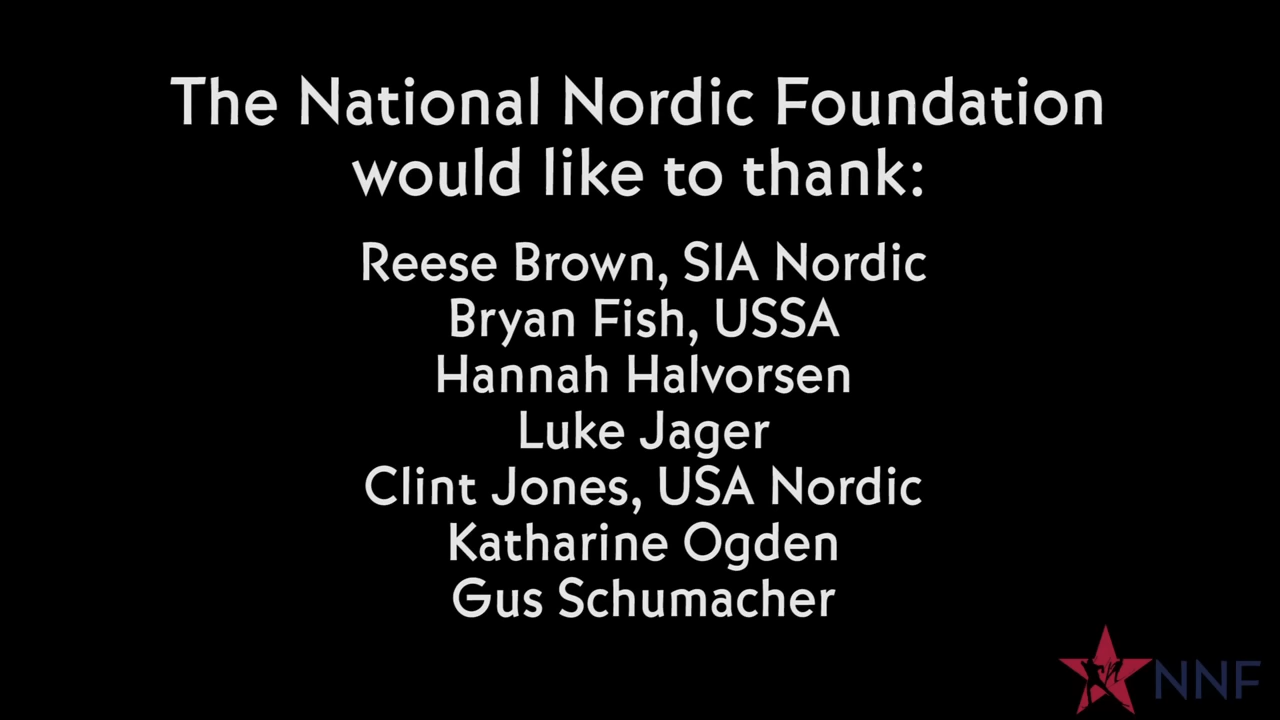 The National Nordic Foundation
would like to thank:
Reese Brown, SIA Nordic
Bryan Fish, USSA
Hannah Halvorsen
Luke Jager
Clint Jones, USA Nordic
Katharine Ogden
Gus Schumacher
NNF